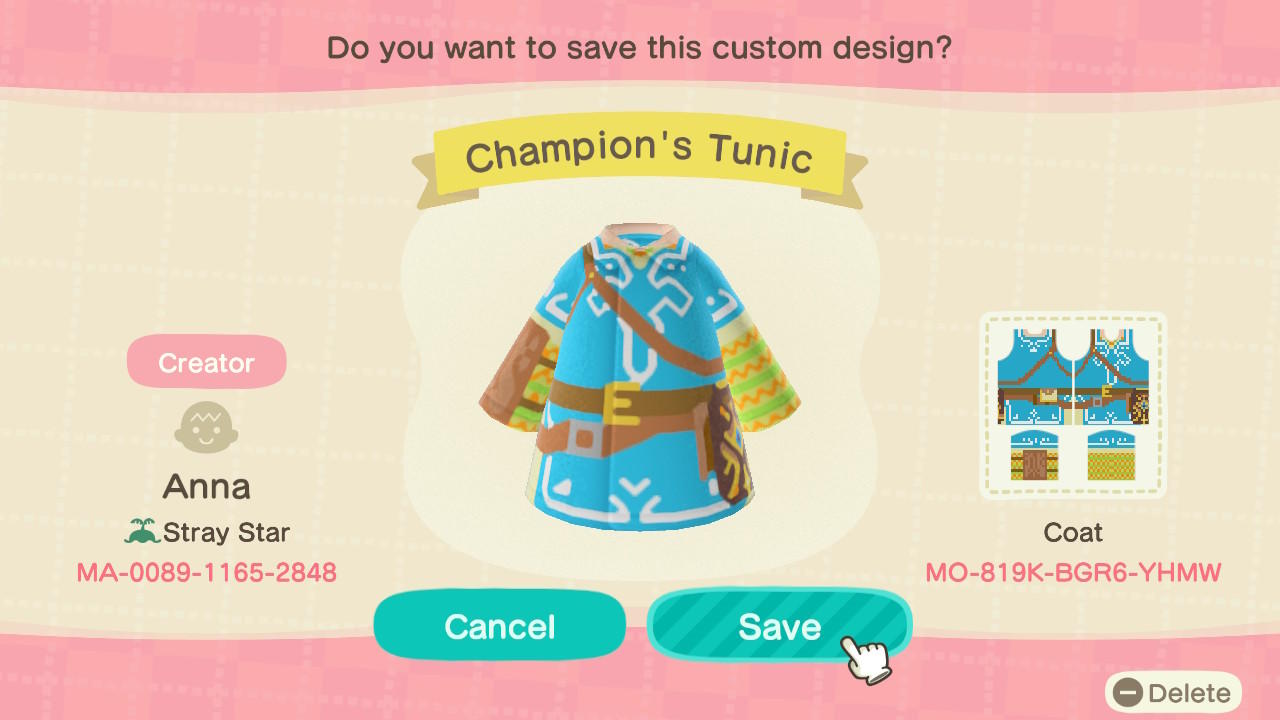 Do you want to save this custom design?
Champion's Tunic
Creator
Anna
Stray Star
MA-0089-1165-2848
Coat
MO-819K-BGR6-YHMW
Cancel
Save
Delete